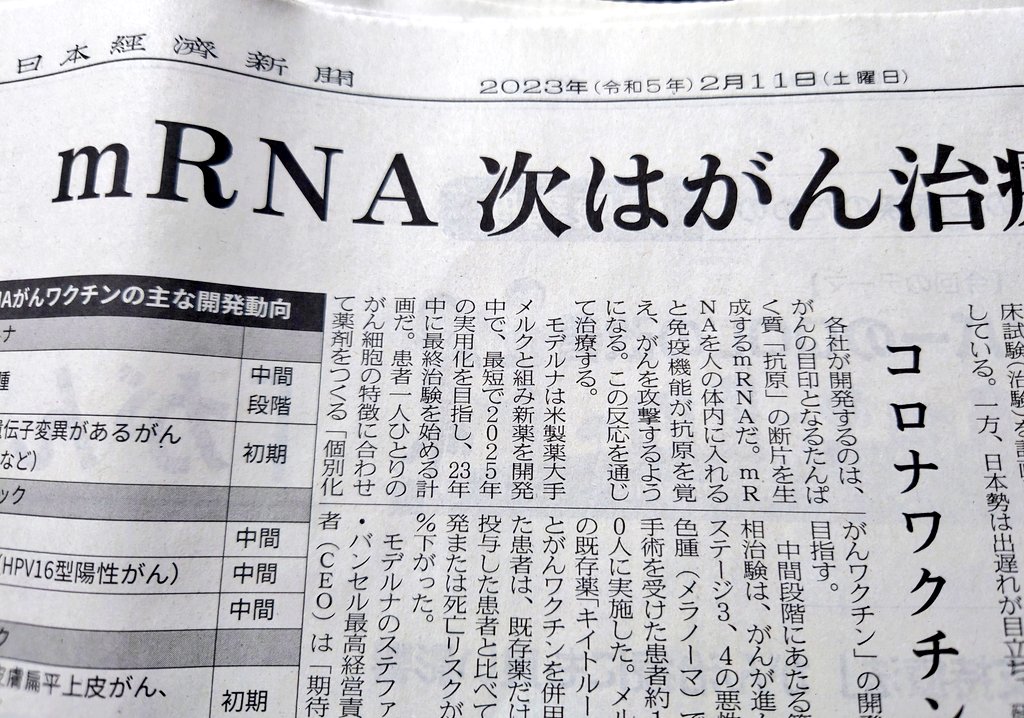 日本經濟新聞
2023年(令和5年)2月11日(土曜日)
mRNA 次はがん治療
床試験(治験)を計画
している。一方、日本勢は出遅れが目立ち
コロナワクチン
各社が開発するのは、
がんの目印となるたんぱ
く質「抗原」の断片を生
成するmRNAだ。mR
NAを人の体内に入れる
と免疫機能が抗原を覚
え、がんを攻撃するよう
になる。この反応を通じ
て治療する。
モデルナは米製薬大手
メルクと組み新薬を開発
中で、最短で2025年
の実用化を目指し、23年
中に最終治験を始める計
画だ。患者一人ひとりの
がん細胞の特徴に合わせ
て薬剤をつくる「個別化
がんワクチン」の開発
目指す。
中間段階にあたる第
相治験は、がんが進ん
ステージ3、4の悪性
色腫(メラノーマ)で
手術を受けた患者約1
0人に実施した。メル
の既存薬「キイトルー
とがんワクチンを併用
た患者は、既存薬だけ
投与した患者と比べて
発または死亡リスクが
%下がった。
モデルナのステファ
・バンセル最高経営責
者(CEO)は「期待
NAがんワクチンの主な開発動向
ナ
腫
中間
段階
遺伝子変異があるがん
など)
初期
ック
中間
(HPV16型陽性がん)
中間
中間
ク
皮膚扁平上皮がん、
初期